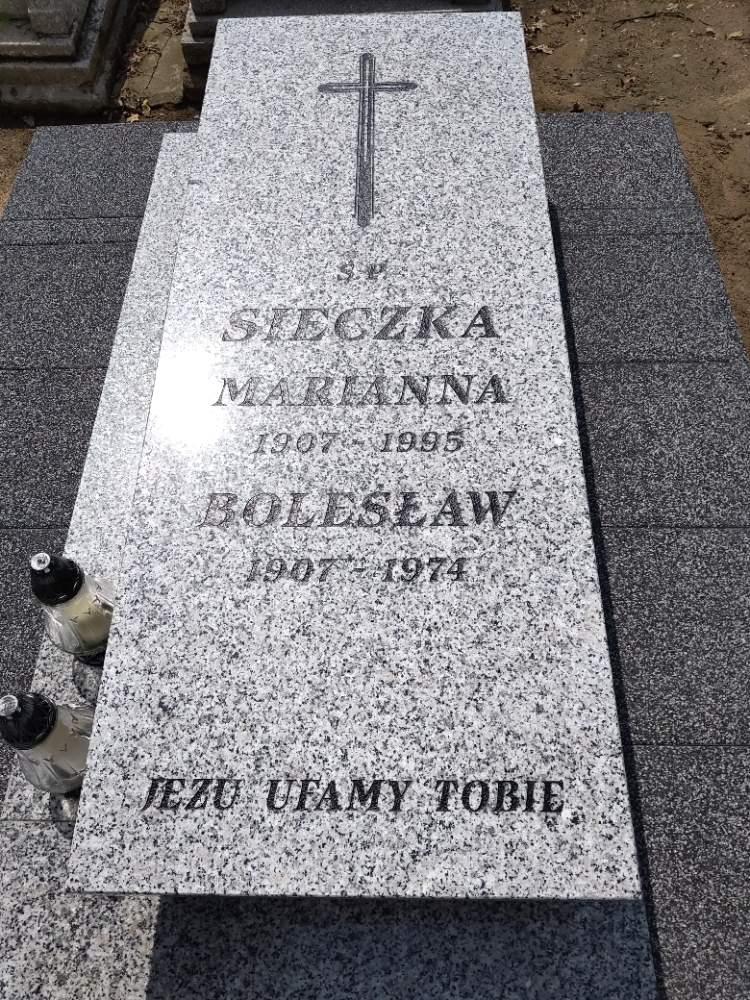 Ś.P.
SIECZKA
MARIANNA
1907 - 1995
BOLESŁAW
1907 - 1974
JEZU UFAMY TOBIE